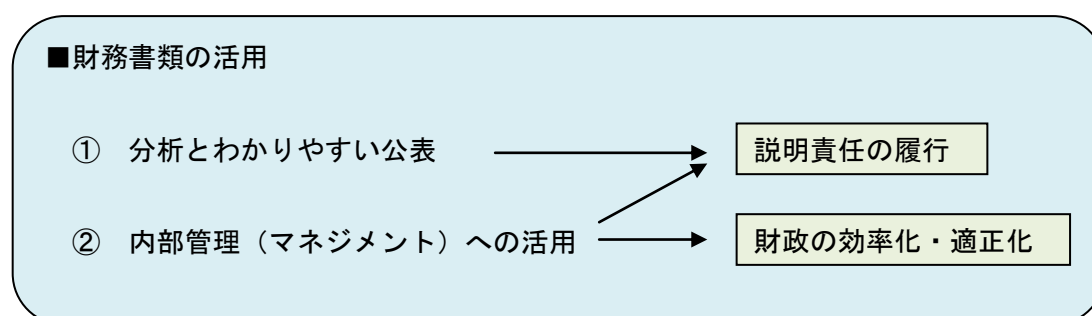 ■財務書類の活用
① 分析とわかりやすい公表
説明責任の履行
② 内部管理（マネジメント）への活用
財政の効率化・適正化